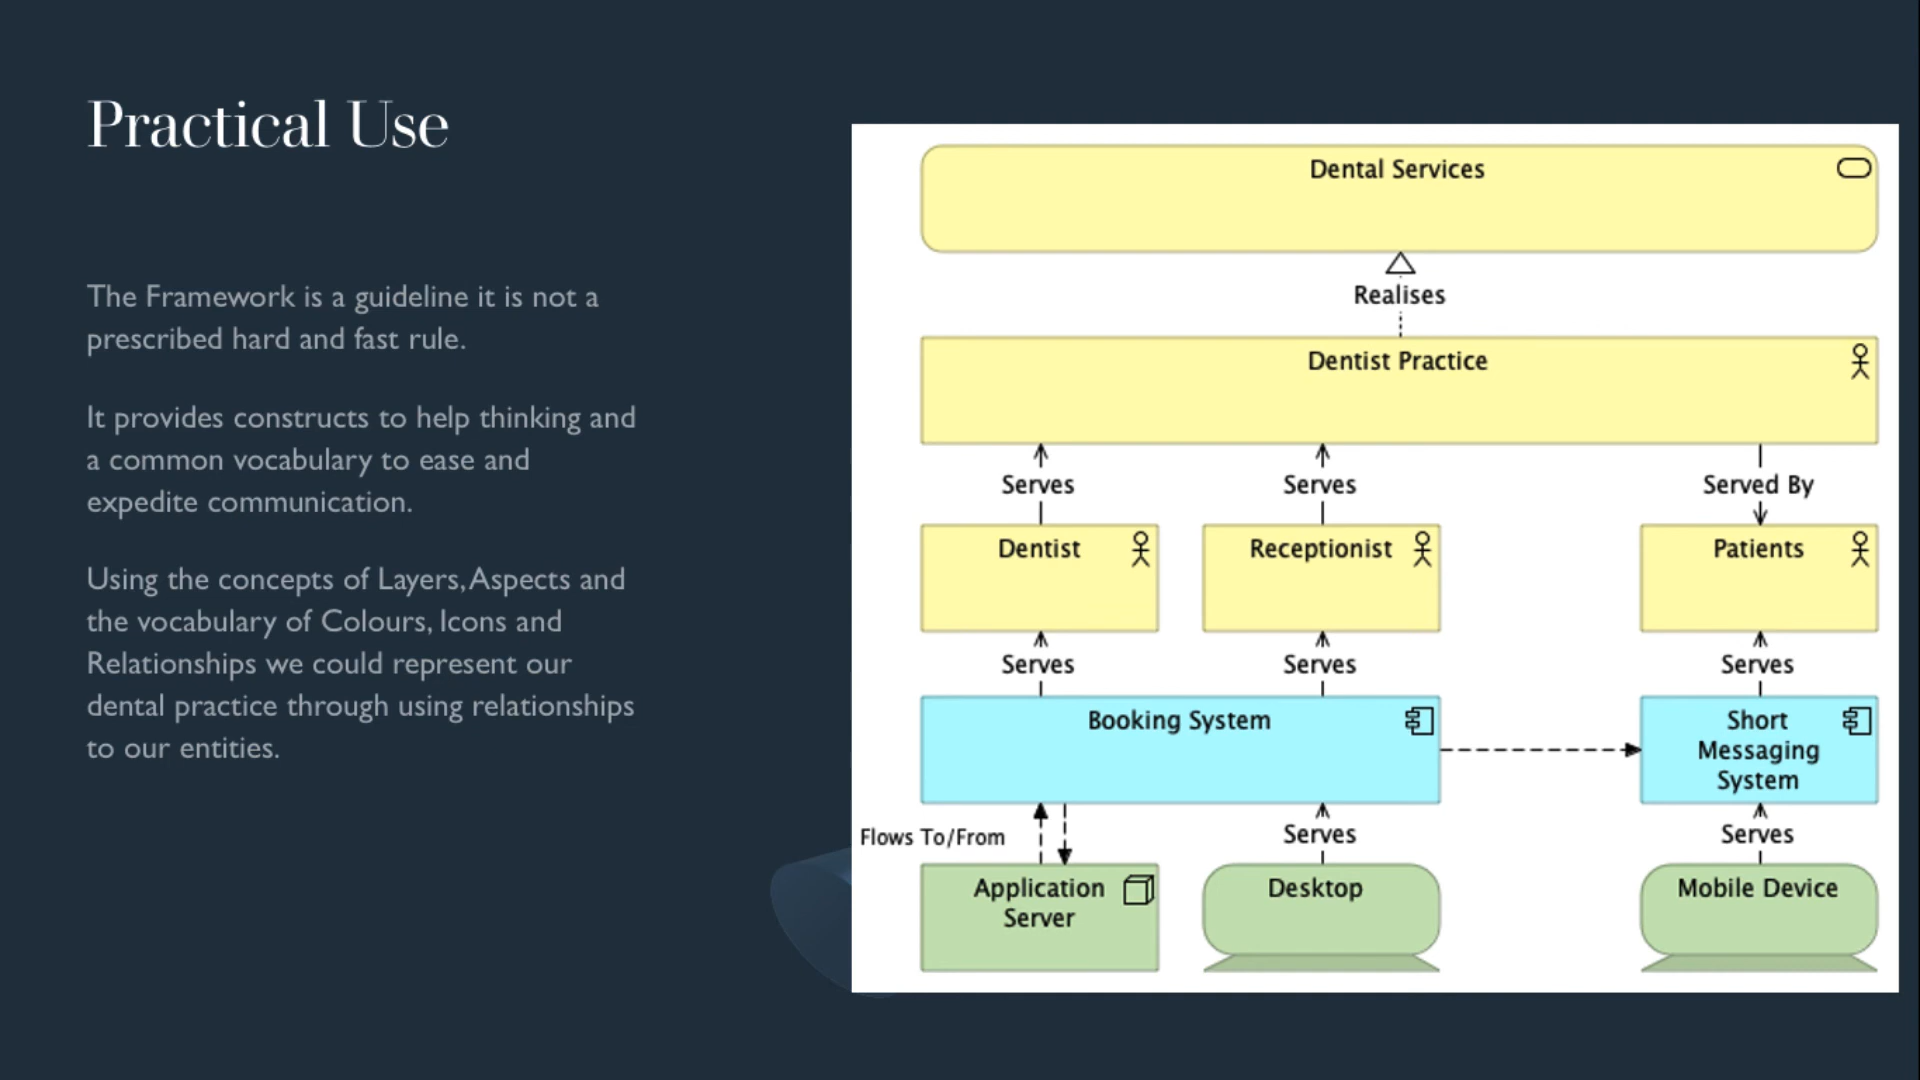 Practical Use
The Framework is a guideline it is not a
prescribed hard and fast rule.
It provides constructs to help thinking and
a common vocabulary to ease and
expedite communication.
Using the concepts of Layers, Aspects and
the vocabulary of Colours, Icons and
Relationships we could represent our
dental practice through using relationships
to our entities.
Dental Services
Realises
Dentist Practice
Serves
Serves
Served By
Dentist
Receptionist
Patients
Serves
Serves
Serves
Booking System
Short
Messaging
System
Flows To/From
Serves
Serves
Application
Server
Desktop
Mobile Device